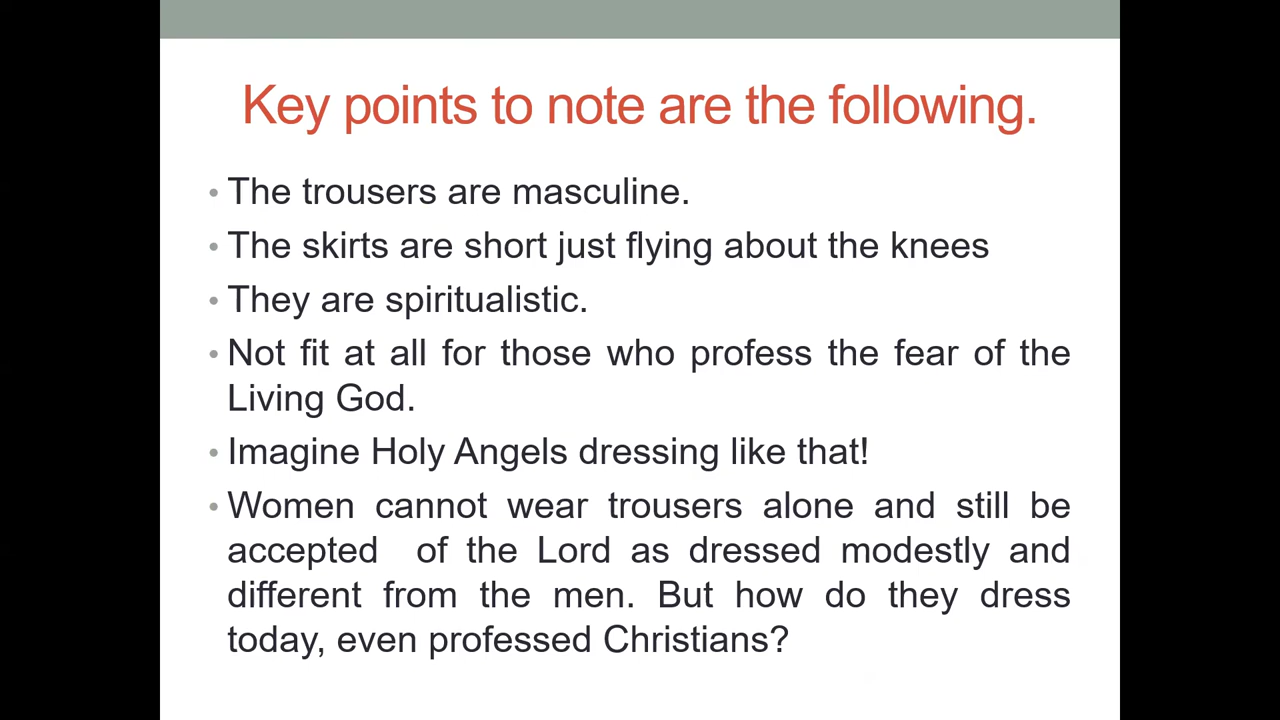 Key points to note are the following.
• The trousers are masculine.
• The skirts are short just flying about the knees
• They are spiritualistic.
• Not fit at all for those who profess the fear of the
Living God.
• Imagine Holy Angels dressing like that!
• Women cannot wear trousers alone and still be
accepted of the Lord as dressed modestly and
different from the men. But how do they dress
today, even professed Christians?